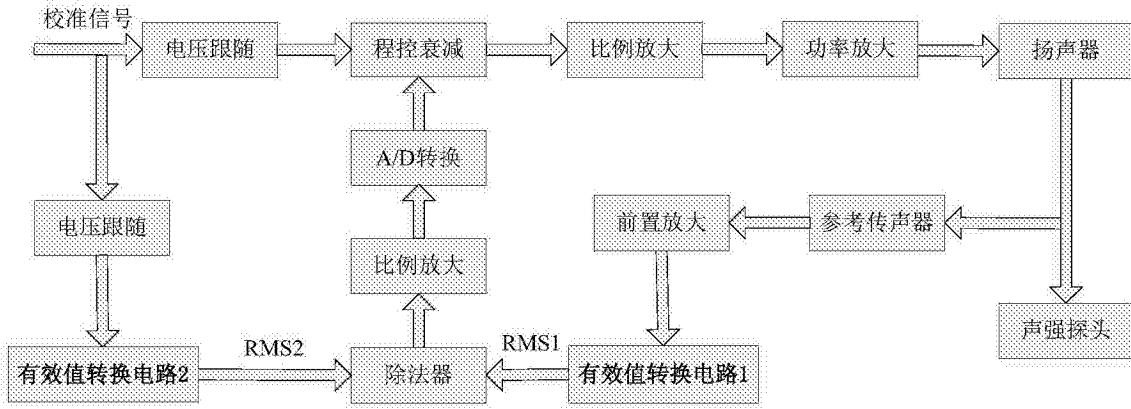 校准信号
电压跟随
程控衰减
比例放大
功率放大
扬声器
A/D转换
电压跟随
前置放大
参考传声器
比例放大
声强探头
RMS2
RMS1
有效值转换电路2
除法器
有效值转换电路1